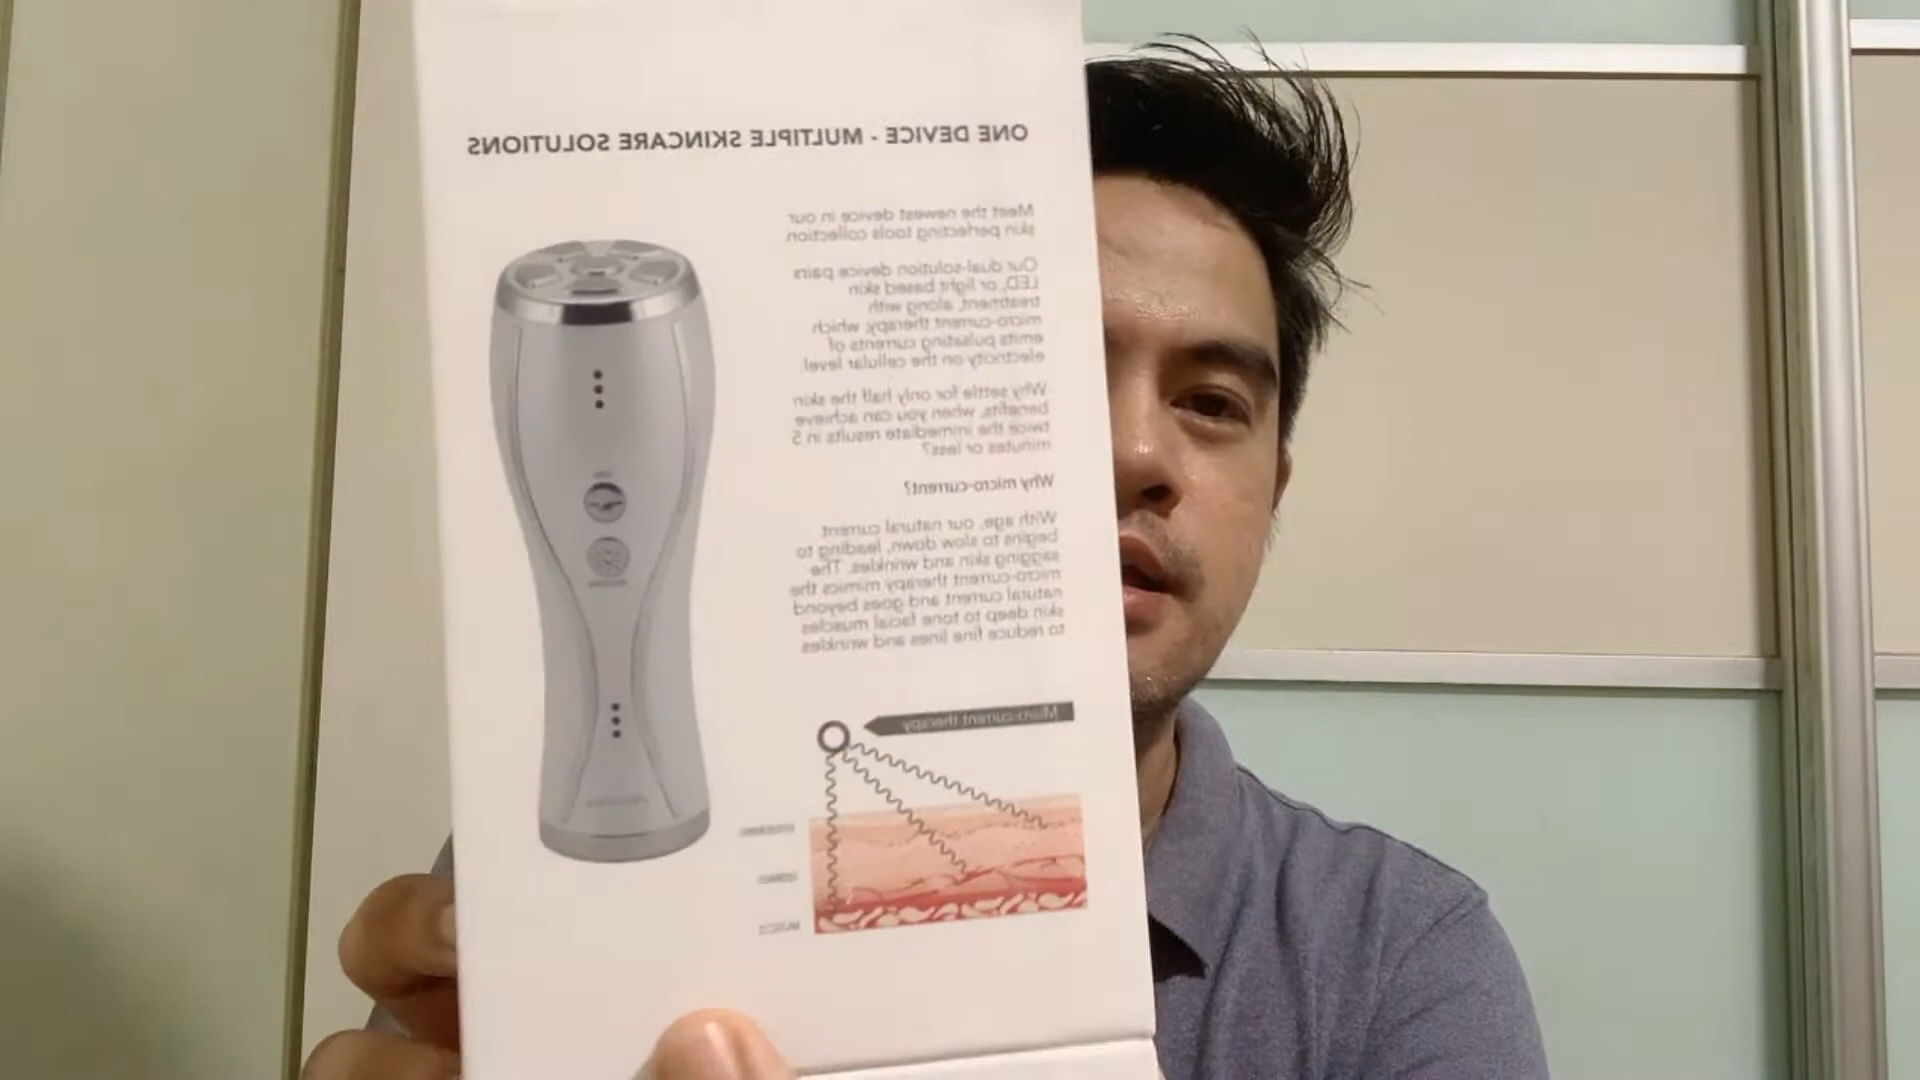 ONE DEVICE - MULTIPLE SKINCARE SOLUTIONS
Meet the newest device in our
skin perfecting tools collection.
Our dual-solution device pairs
LED, or light based skin
treatment, along with
micro-current therapy, which
emits pulsating currents of
electricity on the cellular level.
Why settle for only half the skin
benefits, when you can achieve
twice the immediate results in 5
minutes or less?
Why micro-current?
With age, our natural current
begins to slow down, leading to
sagging skin and wrinkles. The
micro-current therapy mimics the
natural current and goes beyond
skin deep to tone facial muscles
to reduce fine lines and wrinkles
Micro-current therapy
EPIDERMIS
DERMIS
MUSCLE